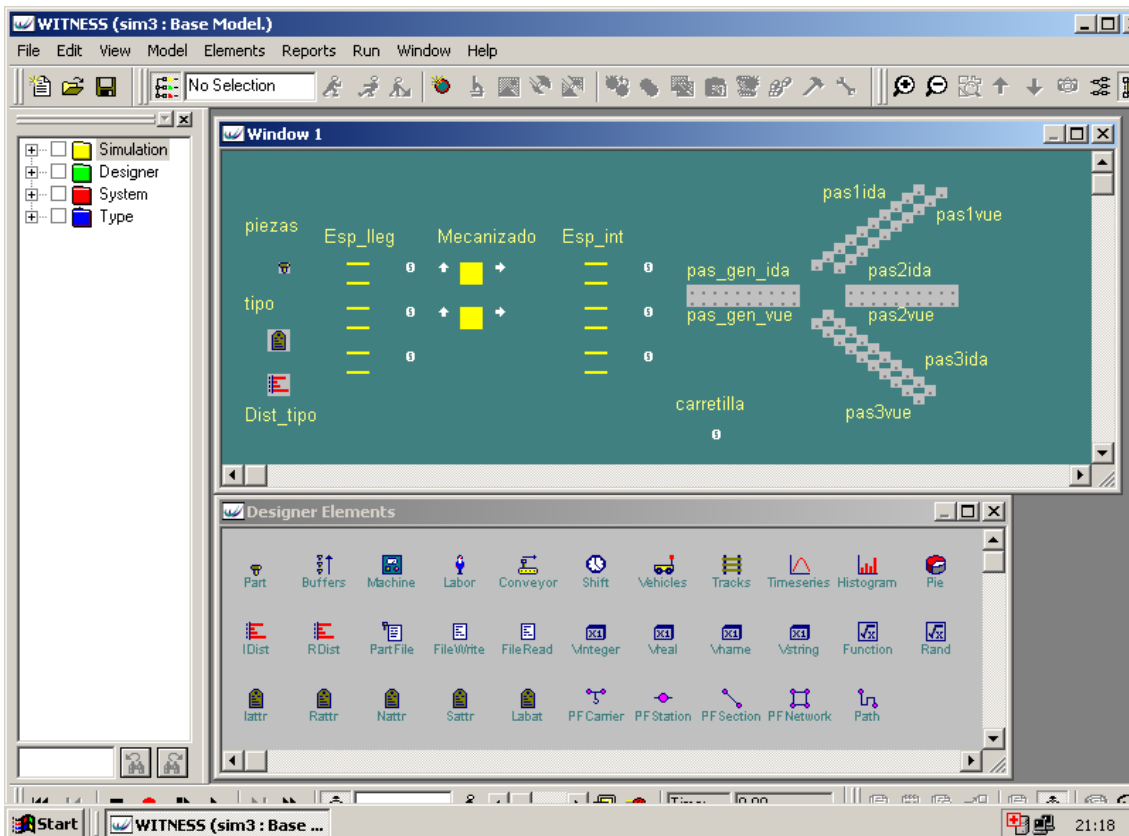 WITNESS (sim3 : Base Model.)
File Edit View Model Elements Reports Run Window Help
No Selection
Simulation
Designer
System
Type
Window 1
piezas
Esp_lleg
Mecanizado
Esp_int
pas1ida
pas1vue
pas_gen_ida
pas2ida
tipo
pas_gen_vue
pas2vue
pas3ida
Dist_tipo
carretilla
pas3vue
Designer Elements
Part Buffers Machine Labor Conveyor Shift Vehicles Tracks Timeseries Histogram Pie
IDist RDist PartFile FileWrite FileRead Vinteger Vreal Vname Vstring Function Rand
Iattr Rattr Nattr Sattr Labat PFCarrier PFStation PFSection PFNetwork Path
Time: 0.00
Start WITNESS (sim3 : Base ... 21:18